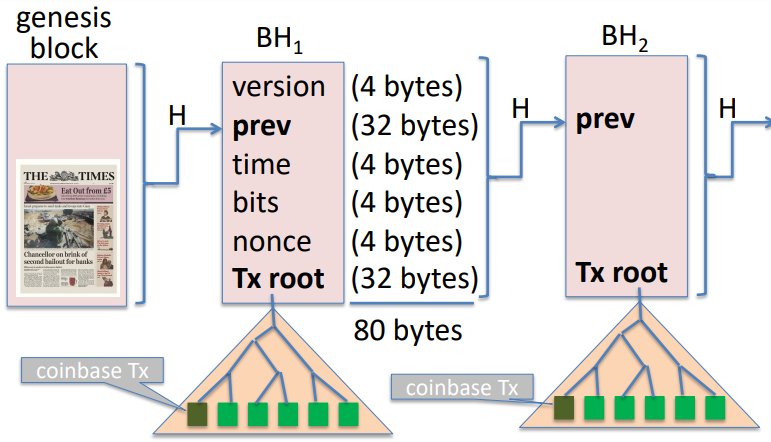 genesis
block
THE TIMES
Eat Out from £5
Chancellor on brink of
second bailout for banks
H
BH1
version (4 bytes)
prev (32 bytes)
time (4 bytes)
bits (4 bytes)
nonce (4 bytes)
Tx root (32 bytes)
80 bytes
coinbase Tx
H
BH2
prev
Tx root
coinbase Tx
H